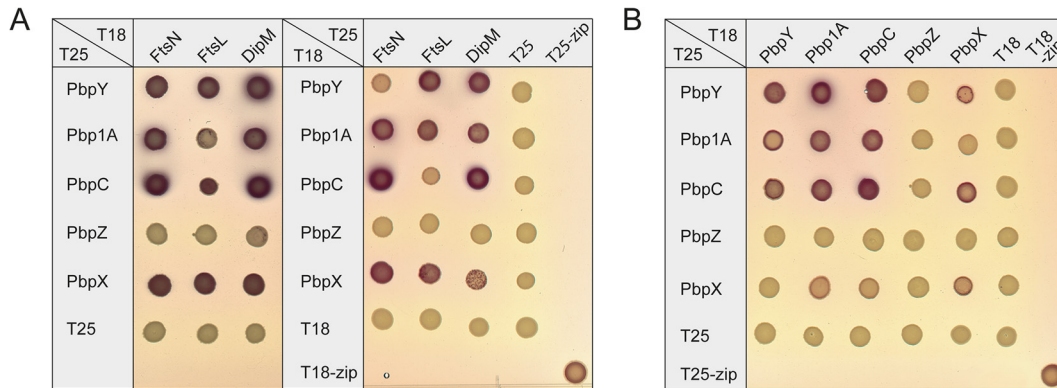 A
T18
T25
FtsN
FtsL
DipM
T25
T18
FtsN
FtsL
DipM
T25
T25-zip
PbpY
Pbp1A
PbpC
PbpZ
PbpX
T25
PbpY
Pbp1A
PbpC
PbpZ
PbpX
T18
T18-zip
B
T18
T25
PbpY
Pbp1A
PbpC
PbpZ
PbpX
T18
T18
-zip
PbpY
Pbp1A
PbpC
PbpZ
PbpX
T25
T25-zip